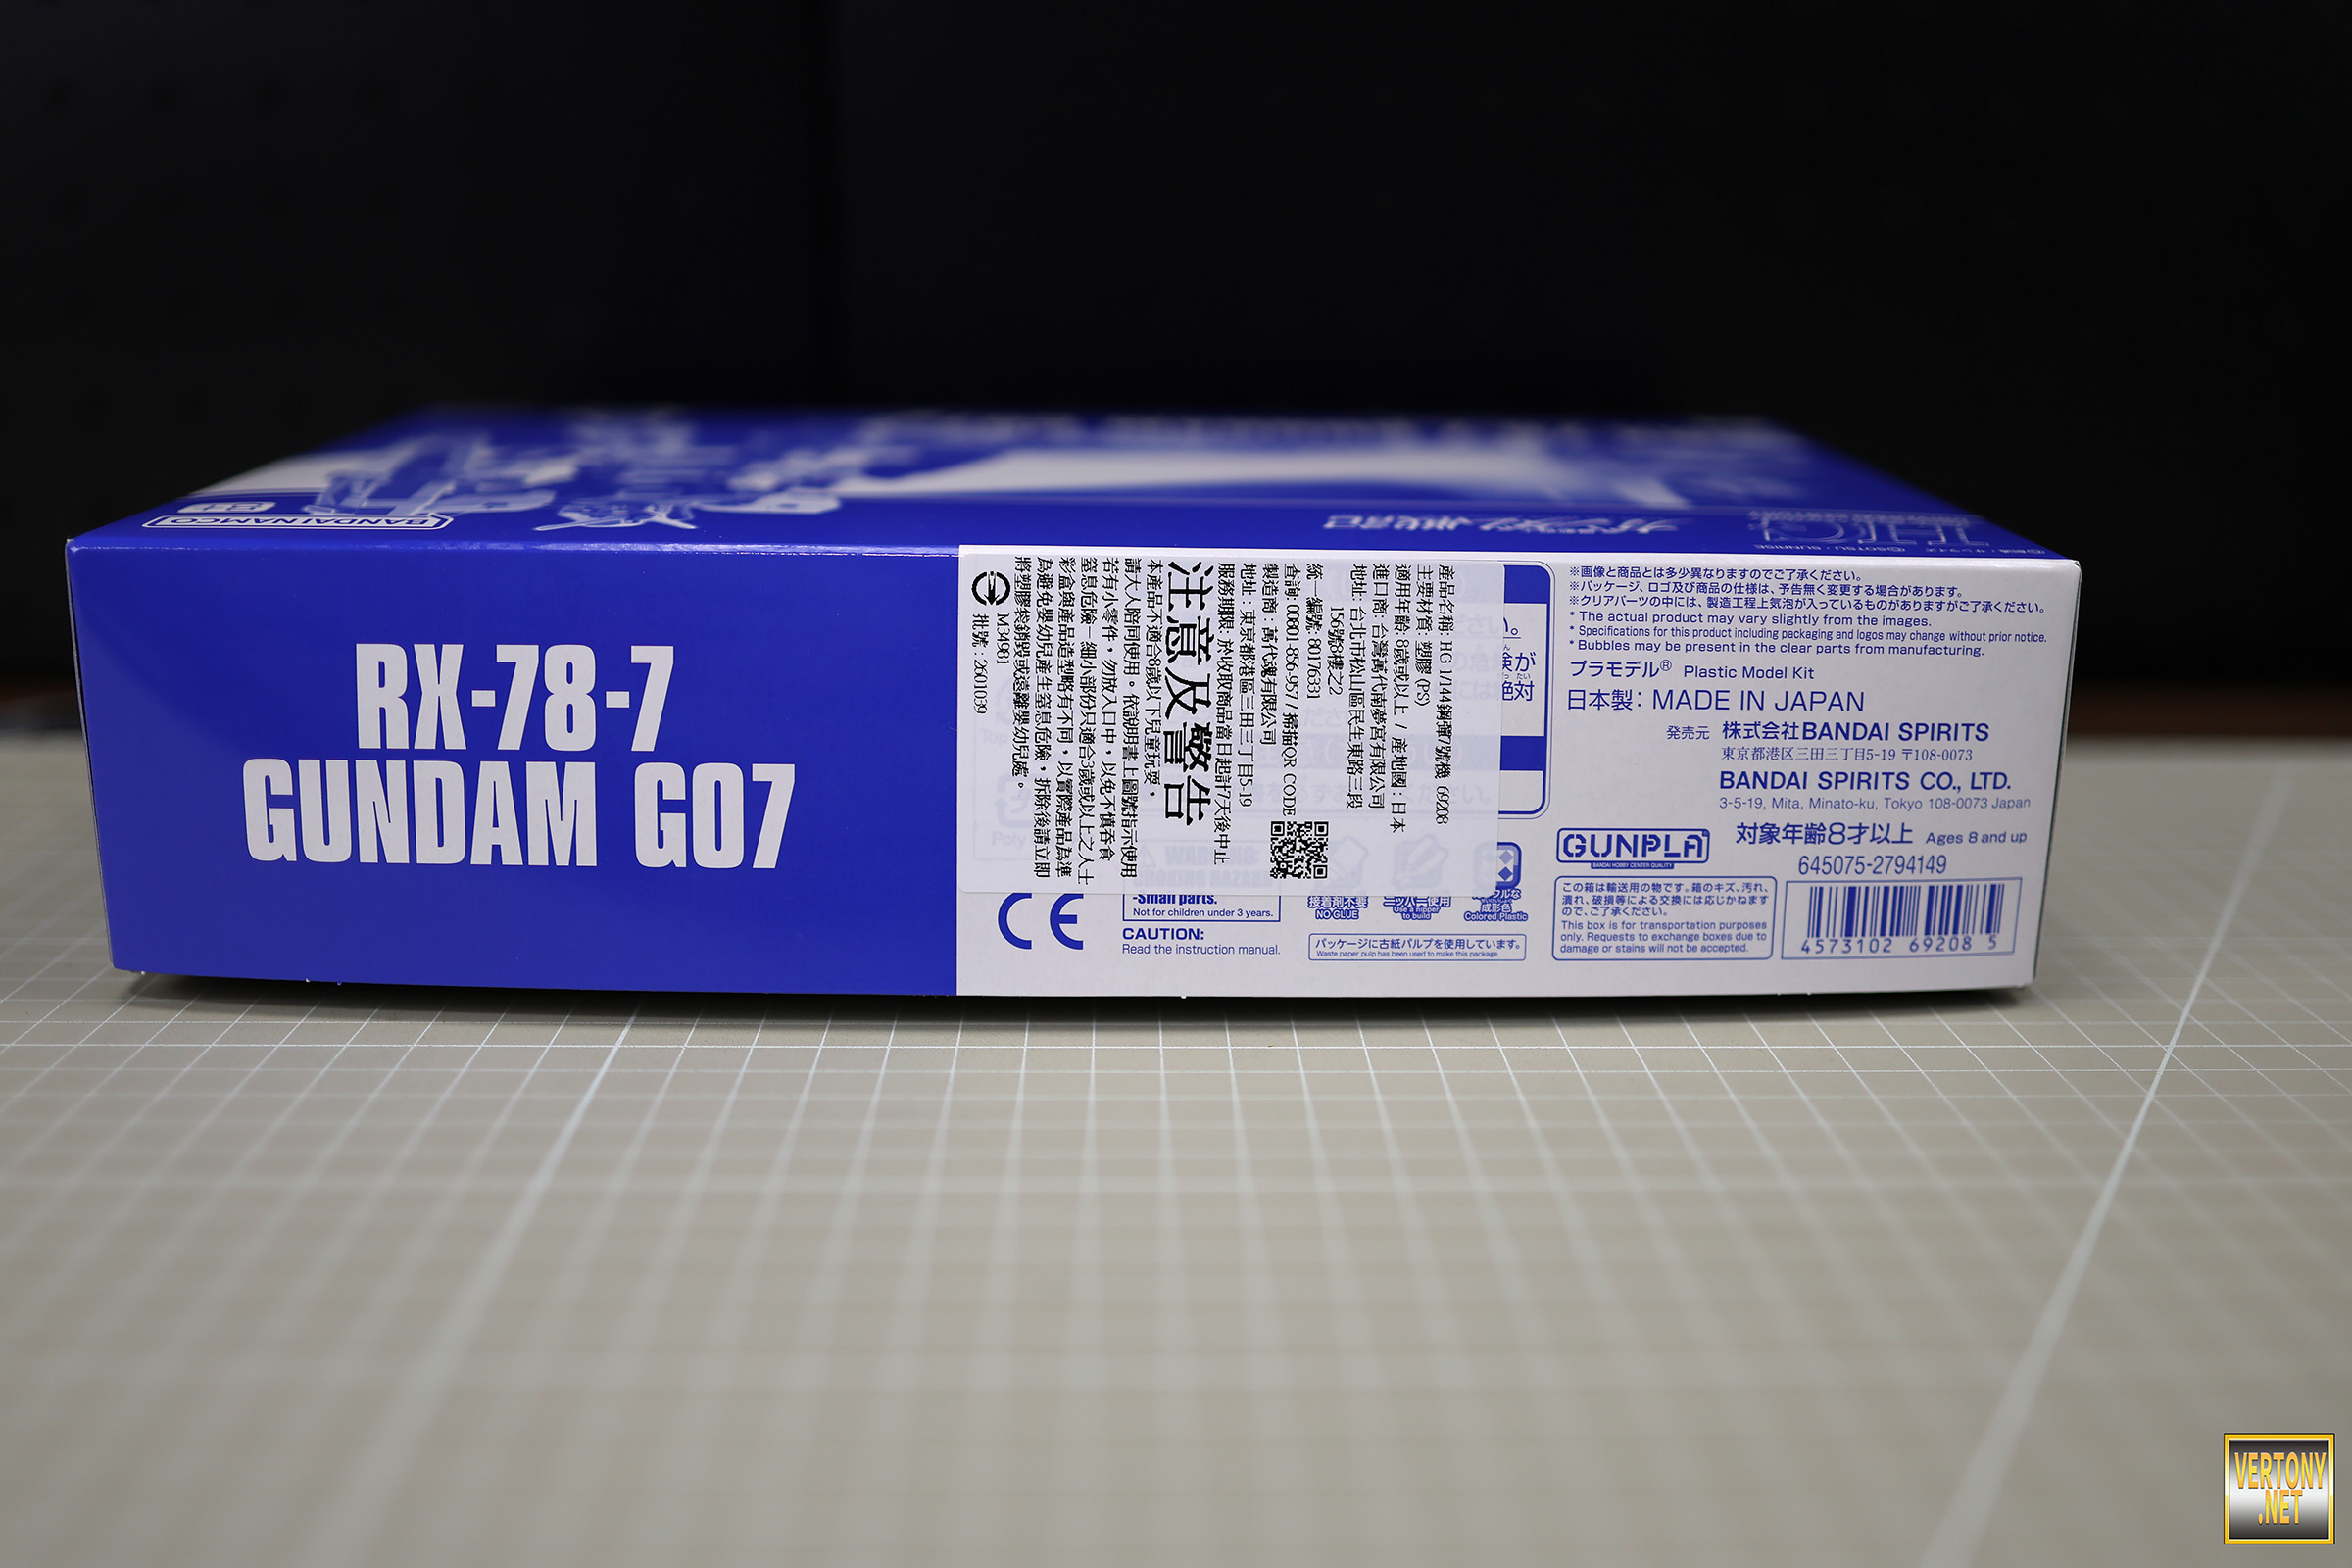 BANDAI NAMCO
RX-78-7
GUNDAM G07
產品名稱: HG 1/144鋼彈7號機 69208
主要材質: 塑膠 (PS)
適用年齡: 8歲或以上 / 產地國: 日本
進口商: 台灣萬代南夢宮有限公司
地址: 台北市松山區民生東路三段
156號8樓之2
統一編號: 80176331
查詢: 00801-856-957 / 掃描QR CODE
製造商: 萬代魂有限公司
地址: 東京都港區三田三丁目5-19
服務期限: 於收取商品當日起計7天後中止
注意及警告
本產品不適合8歲以下兒童玩耍，
請大人陪同使用。依說明書上圖號指示使用
若有小零件，勿放入口中，以免不慎吞食
窒息危險－細小部份只適合3歲或以上之人士
彩盒與產品造型略有不同，以實際產品為準
為避免嬰幼兒產生窒息危險，拆除後請立即
將塑膠袋銷毀或遠離嬰幼兒處。
M34981
批號: 2601039
-Small parts.
Not for children under 3 years.
CE
CAUTION:
Read the instruction manual.
接着剤不要
NO GLUE
ニッパー使用
Use a nipper
to build
成形色
Colored Plastic
パッケージに古紙パルプを使用しています。
Waste paper pulp has been used to make this package.
※画像と商品とは多少異なりますのでご了承ください。
※パッケージ、ロゴ及び商品の仕様は、予告無く変更する場合があります。
※クリアパーツの中には、製造工程上気泡が入っているものがありますがご了承ください。
* The actual product may vary slightly from the images.
* Specifications for this product including packaging and logos may change without prior notice.
* Bubbles may be present in the clear parts from manufacturing.
プラモデル® Plastic Model Kit
日本製: MADE IN JAPAN
発売元 株式会社BANDAI SPIRITS
東京都港区三田三丁目5-19 〒108-0073
BANDAI SPIRITS CO., LTD.
3-5-19, Mita, Minato-ku, Tokyo 108-0073 Japan
対象年齢8才以上 Ages 8 and up
GUNPLA
BANDAI HOBBY CENTER QUALITY
645075-2794149
この箱は輸送用の物です。箱のキズ、汚れ、
潰れ、破損等による交換には応じかねます
ので、ご了承ください。
This box is for transportation purposes
only. Requests to exchange boxes due to
damage or stains will not be accepted.
4573102 69208 5
VERTONY
.NET